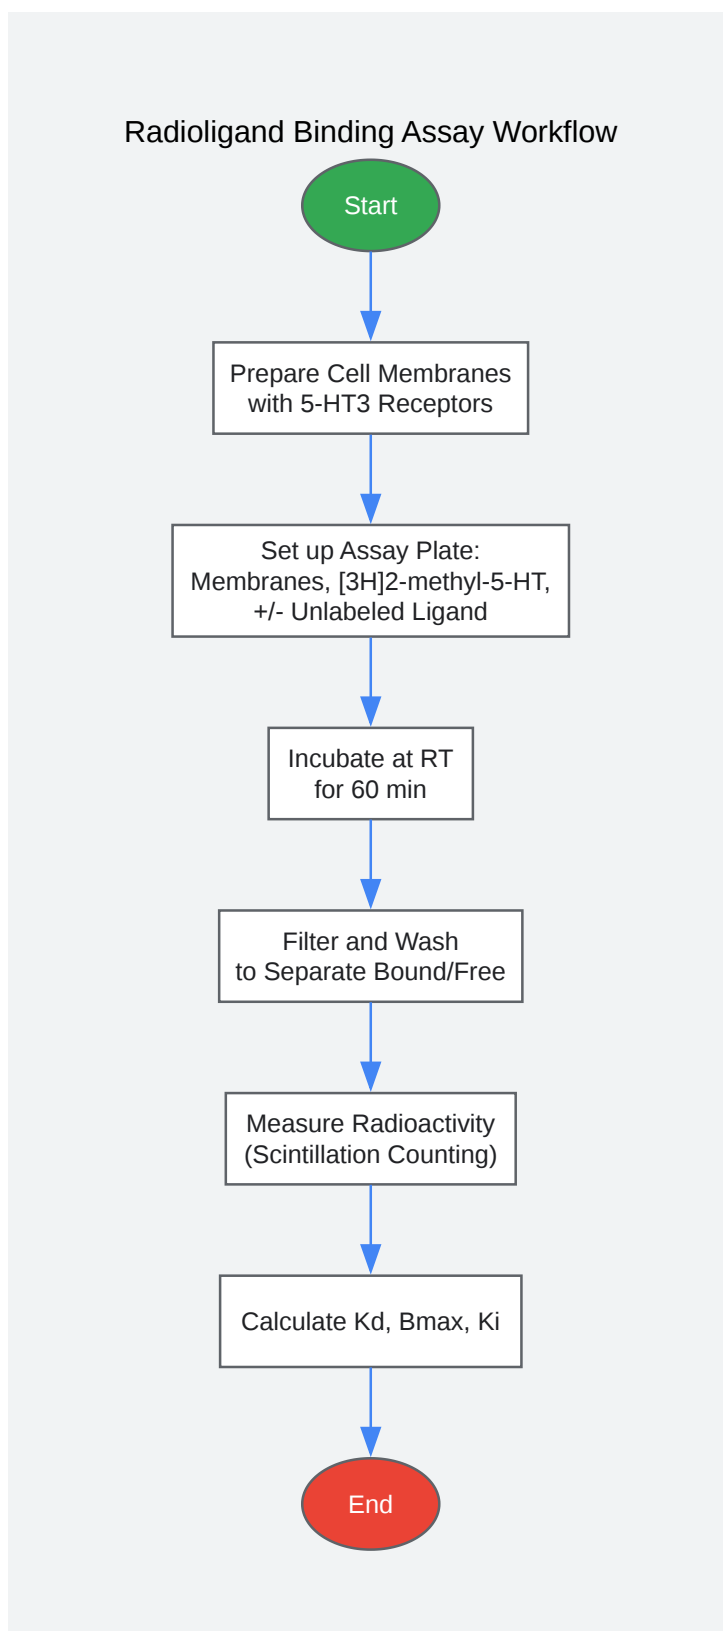 Radioligand Binding Assay Workflow
Start
Prepare Cell Membranes
with 5-HT3 Receptors
Set up Assay Plate:
Membranes, [3H]2-methyl-5-HT,
+/- Unlabeled Ligand
Incubate at RT
for 60 min
Filter and Wash
to Separate Bound/Free
Measure Radioactivity
(Scintillation Counting)
Calculate Kd, Bmax, Ki
End